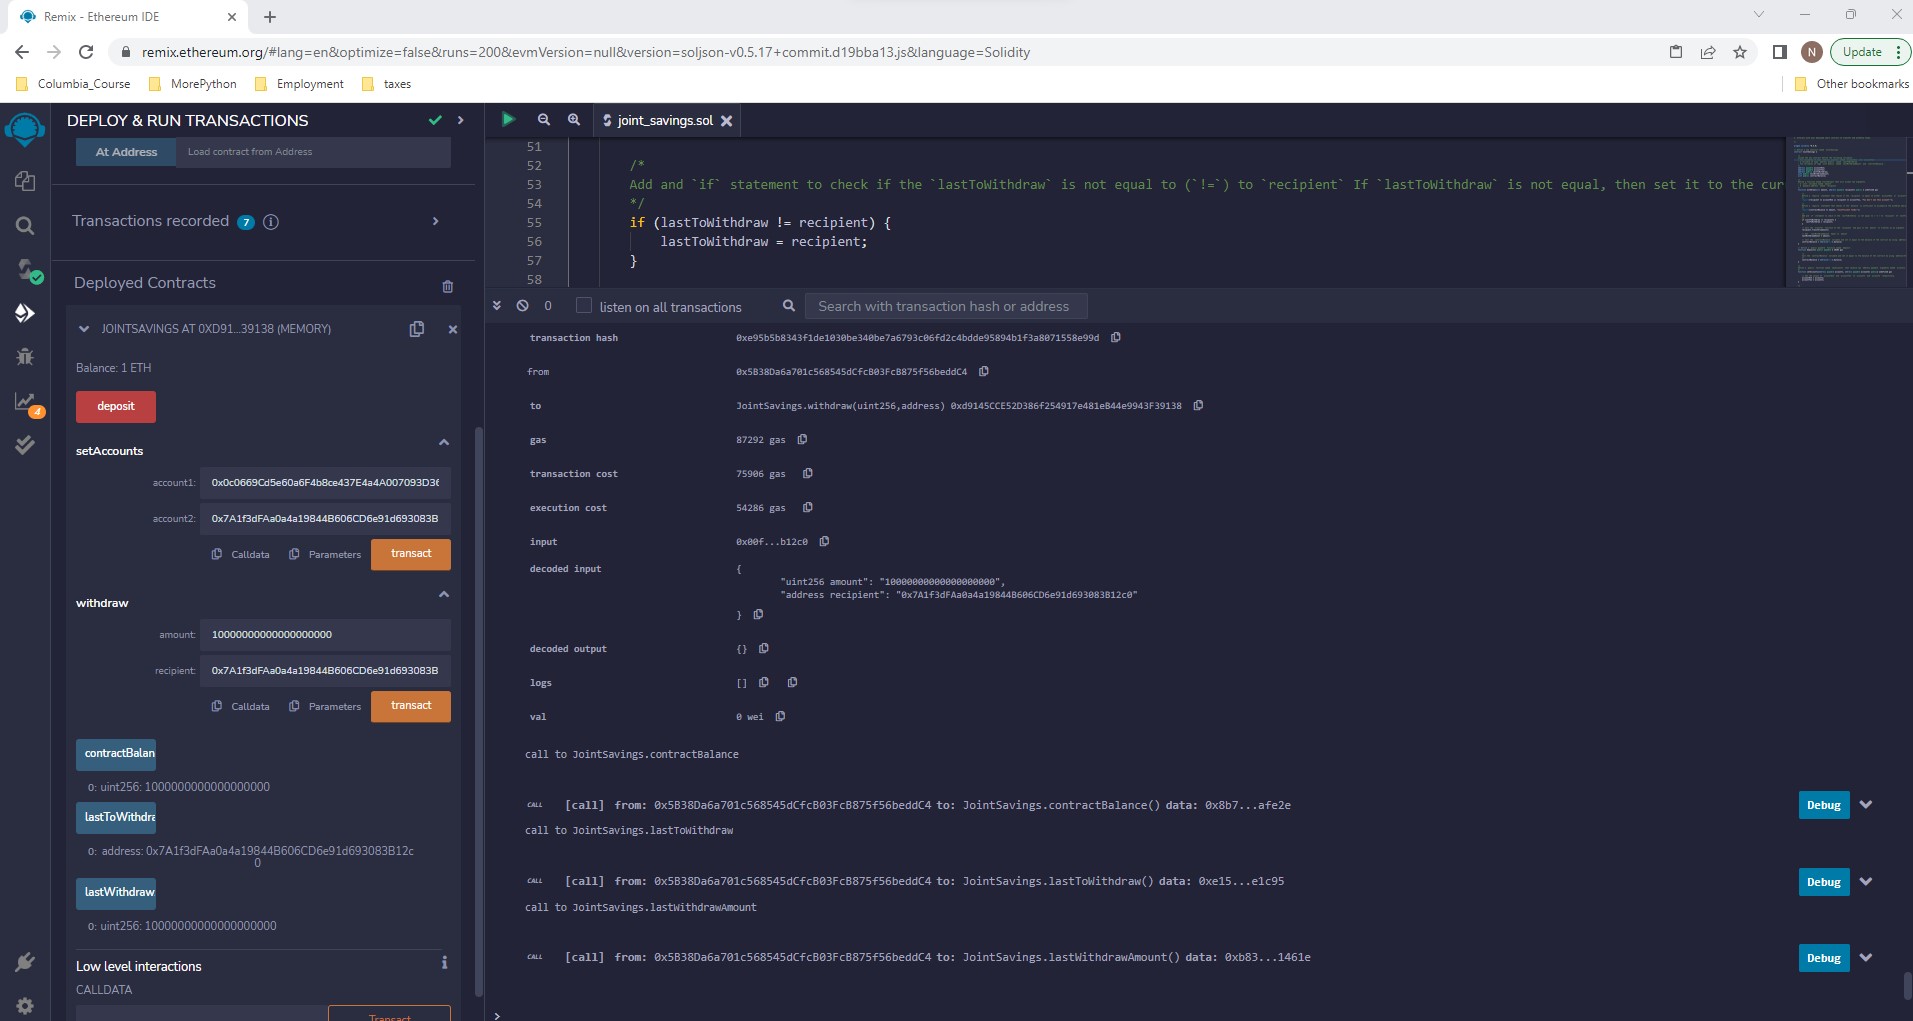 Remix - Ethereum IDE
remix.ethereum.org/#lang=en&optimize=false&runs=200&evmVersion=null&version=soljson-v0.5.17+commit.d19bba13.js&language=Solidity
N
Update
Columbia_Course
MorePython
Employment
taxes
Other bookmarks
DEPLOY & RUN TRANSACTIONS
At Address
Load contract from Address
Transactions recorded 7 i
Deployed Contracts
JOINTSAVINGS AT 0XD91...39138 (MEMORY)
Balance: 1 ETH
deposit
setAccounts
account1: 0x0c0669Cd5e60a6F4b8ce437E4a4A007093D36
account2: 0x7A1f3dFAa0a4a19844B606CD6e91d693083B
Calldata Parameters transact
withdraw
amount: 10000000000000000000
recipient: 0x7A1f3dFAa0a4a19844B606CD6e91d693083B
Calldata Parameters transact
contractBalan
0: uint256: 1000000000000000000
lastToWithdra
0: address: 0x7A1f3dFAa0a4a19844B606CD6e91d693083B12c
0
lastWithdraw
0: uint256: 10000000000000000000
Low level interactions
CALLDATA
Transact
4
joint_savings.sol
51
52 /*
53 Add and `if` statement to check if the `lastToWithdraw` is not equal to (`!=`) to `recipient` If `lastToWithdraw` is not equal, then set it to the cur
54 */
55 if (lastToWithdraw != recipient) {
56 lastToWithdraw = recipient;
57 }
58
0
listen on all transactions
Search with transaction hash or address
transaction hash 0xe95b5b8343f1de1030be340be7a6793c06fd2c4bdde95894b1f3a8071558e99d
from 0x5B38Da6a701c568545dCfcB03FcB875f56beddC4
to JointSavings.withdraw(uint256,address) 0xd9145CCE52D386f254917e481eB44e9943F39138
gas 87292 gas
transaction cost 75906 gas
execution cost 54286 gas
input 0x00f...b12c0
decoded input {
"uint256 amount": "10000000000000000000",
"address recipient": "0x7A1f3dFAa0a4a19844B606CD6e91d693083B12c0"
}
decoded output {}
logs []
val 0 wei
call to JointSavings.contractBalance
CALL [call] from: 0x5B38Da6a701c568545dCfcB03FcB875f56beddC4 to: JointSavings.contractBalance() data: 0x8b7...afe2e
Debug
call to JointSavings.lastToWithdraw
CALL [call] from: 0x5B38Da6a701c568545dCfcB03FcB875f56beddC4 to: JointSavings.lastToWithdraw() data: 0xe15...e1c95
Debug
call to JointSavings.lastWithdrawAmount
CALL [call] from: 0x5B38Da6a701c568545dCfcB03FcB875f56beddC4 to: JointSavings.lastWithdrawAmount() data: 0xb83...1461e
Debug
>